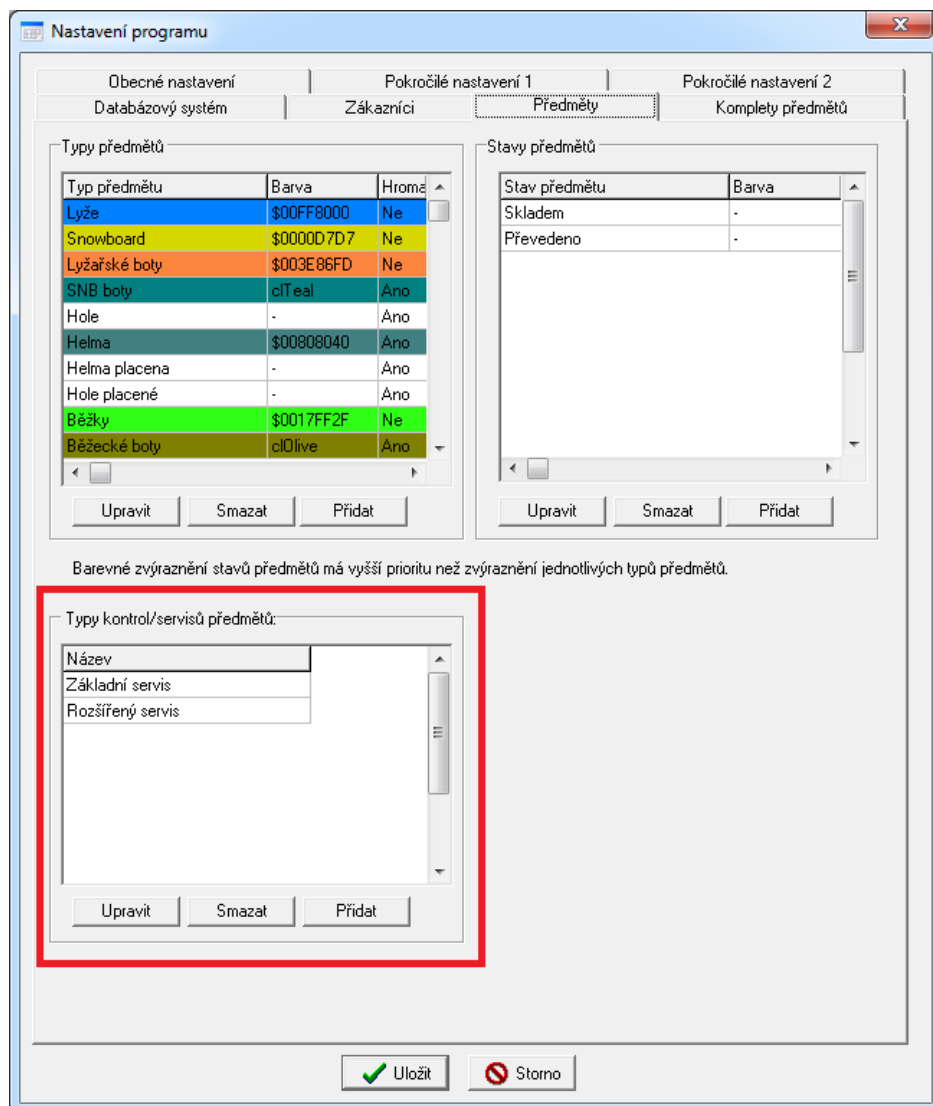 Nastavení programu
Obecné nastavení Pokročilé nastavení 1 Pokročilé nastavení 2
Databázový systém Zákazníci Předměty Komplety předmětů
Typy předmětů
Typ předmětu Barva Hroma
Lyže $00FF8000 Ne
Snowboard $0000D7D7 Ne
Lyžařské boty $003E86FD Ne
SNB boty clTeal Ano
Hole - Ano
Helma $00808040 Ano
Helma placena - Ano
Hole placené - Ano
Běžky $0017FF2F Ne
Běžecké boty clOlive Ano
Upravit Smazat Přidat
Stavy předmětů
Stav předmětu Barva
Skladem -
Převedeno -
Upravit Smazat Přidat
Barevné zvýraznění stavů předmětů má vyšší prioritu než zvýraznění jednotlivých typů předmětů.
Typy kontrol/servisů předmětů:
Název
Základní servis
Rozšířený servis
Upravit Smazat Přidat
Uložit Storno